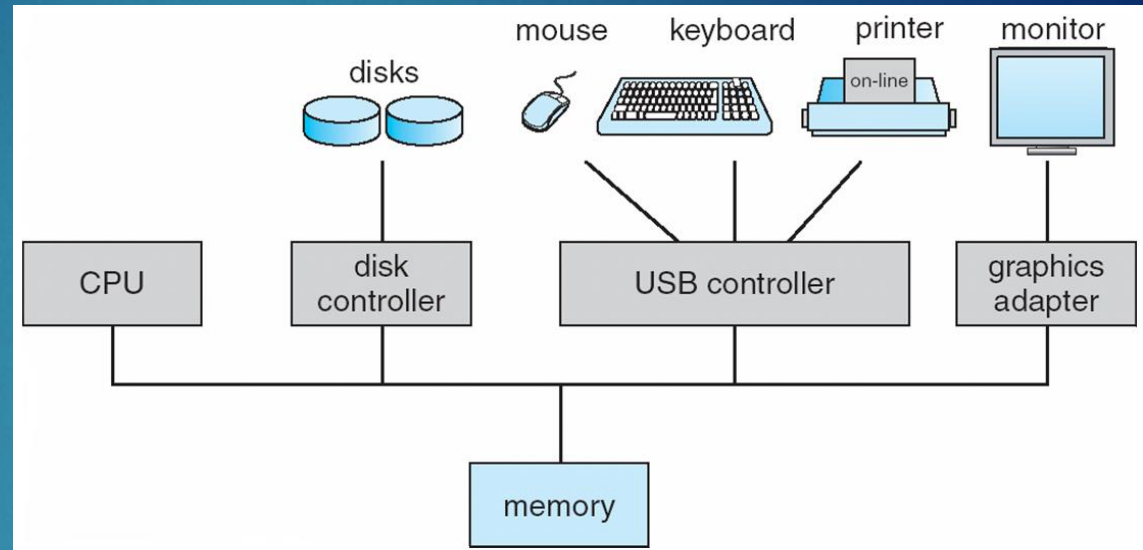 mouse
keyboard
printer
monitor
disks
on-line
CPU
disk
controller
USB controller
graphics
adapter
memory